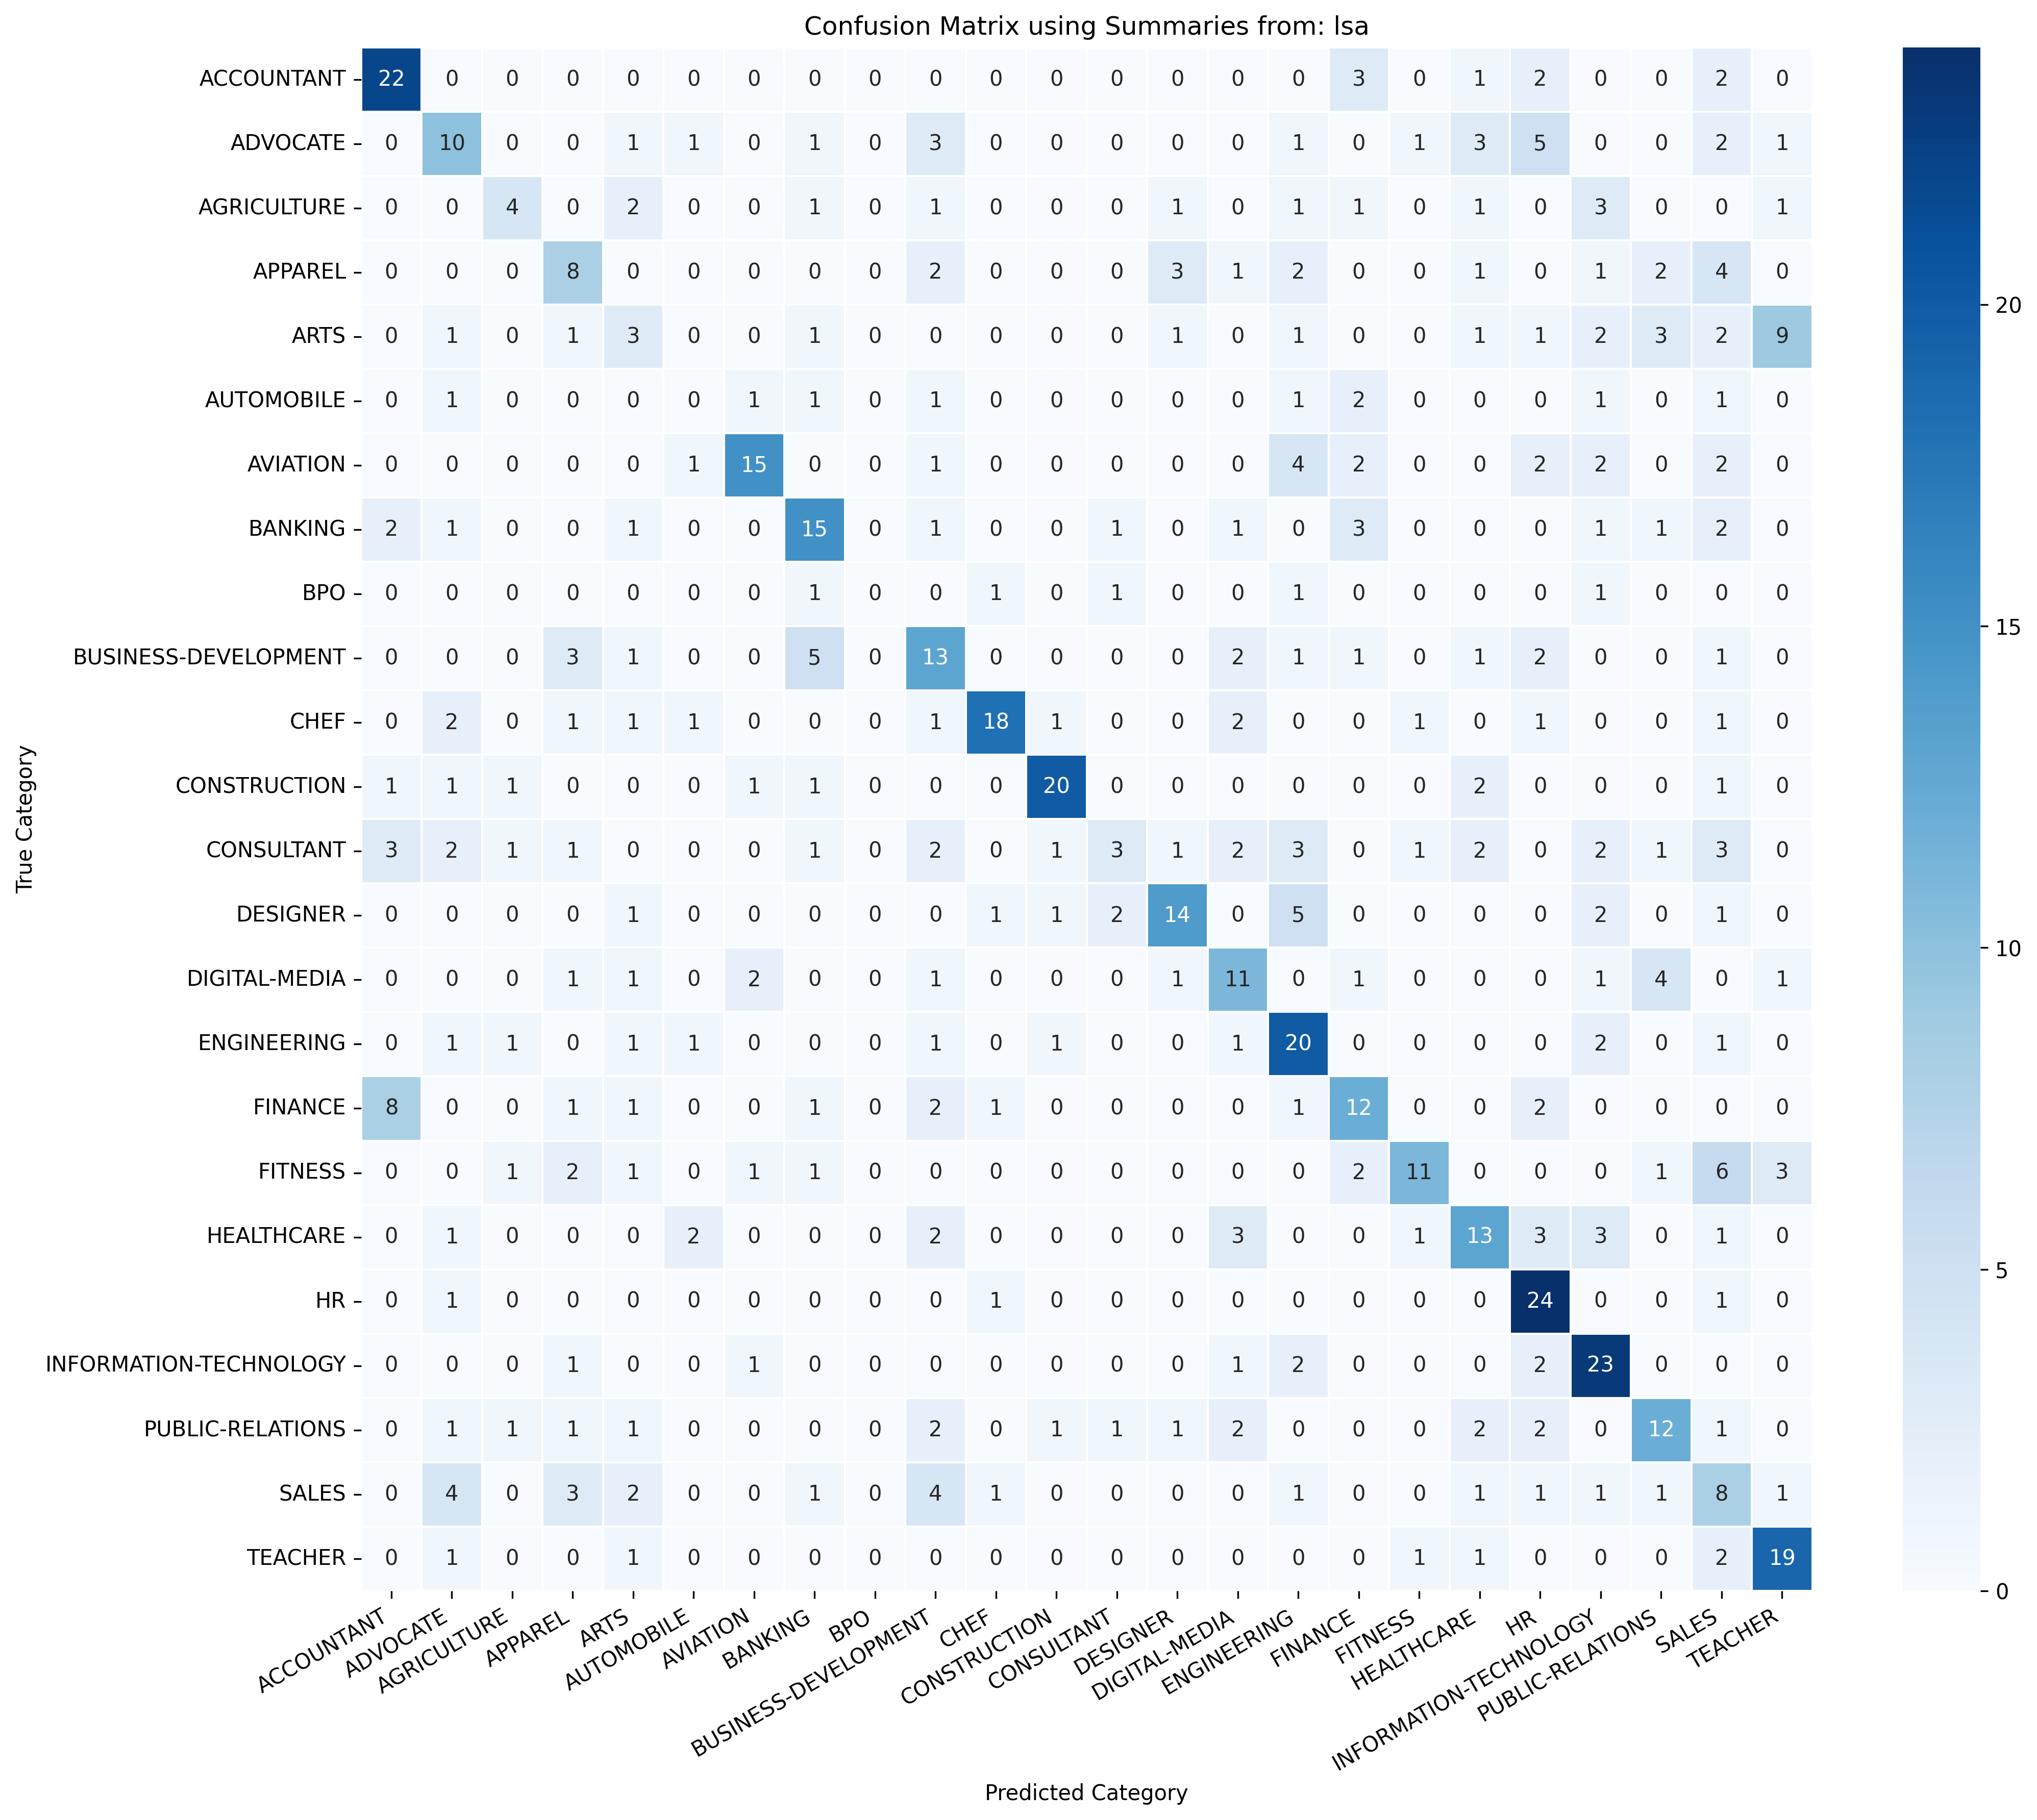 Confusion Matrix using Summaries from: lsa
True Category
ACCOUNTANT 22 0 0 0 0 0 0 0 0 0 0 0 0 0 0 0 3 0 1 2 0 0 2 0
ADVOCATE 0 10 0 0 1 1 0 1 0 3 0 0 0 0 0 1 0 1 3 5 0 0 2 1
AGRICULTURE 0 0 4 0 2 0 0 1 0 1 0 0 0 1 0 1 1 0 1 0 3 0 0 1
APPAREL 0 0 0 8 0 0 0 0 0 2 0 0 0 3 1 2 0 0 1 0 1 2 4 0
ARTS 0 1 0 1 3 0 0 1 0 0 0 0 0 1 0 1 0 0 1 1 2 3 2 9
AUTOMOBILE 0 1 0 0 0 0 1 1 0 1 0 0 0 0 0 1 2 0 0 0 1 0 1 0
AVIATION 0 0 0 0 0 1 15 0 0 1 0 0 0 0 0 4 2 0 0 2 2 0 2 0
BANKING 2 1 0 0 1 0 0 15 0 1 0 0 1 0 1 0 3 0 0 0 1 1 2 0
BPO 0 0 0 0 0 0 0 1 0 0 1 0 1 0 0 1 0 0 0 0 1 0 0 0
BUSINESS-DEVELOPMENT 0 0 0 3 1 0 0 5 0 13 0 0 0 0 2 1 1 0 1 2 0 0 1 0
CHEF 0 2 0 1 1 1 0 0 0 1 18 1 0 0 2 0 0 1 0 1 0 0 1 0
CONSTRUCTION 1 1 1 0 0 0 1 1 0 0 0 20 0 0 0 0 0 0 2 0 0 0 1 0
CONSULTANT 3 2 1 1 0 0 0 1 0 2 0 1 3 1 2 3 0 1 2 0 2 1 3 0
DESIGNER 0 0 0 0 1 0 0 0 0 0 1 1 2 14 0 5 0 0 0 0 2 0 1 0
DIGITAL-MEDIA 0 0 0 1 1 0 2 0 0 1 0 0 0 1 11 0 1 0 0 0 1 4 0 1
ENGINEERING 0 1 1 0 1 1 0 0 0 1 0 1 0 0 1 20 0 0 0 0 2 0 1 0
FINANCE 8 0 0 1 1 0 0 1 0 2 1 0 0 0 0 1 12 0 0 2 0 0 0 0
FITNESS 0 0 1 2 1 0 1 1 0 0 0 0 0 0 0 0 2 11 0 0 0 1 6 3
HEALTHCARE 0 1 0 0 0 2 0 0 0 2 0 0 0 0 3 0 0 1 13 3 3 0 1 0
HR 0 1 0 0 0 0 0 0 0 0 1 0 0 0 0 0 0 0 0 24 0 0 1 0
INFORMATION-TECHNOLOGY 0 0 0 1 0 0 1 0 0 0 0 0 0 0 1 2 0 0 0 2 23 0 0 0
PUBLIC-RELATIONS 0 1 1 1 1 0 0 0 0 2 0 1 1 1 2 0 0 0 2 2 0 12 1 0
SALES 0 4 0 3 2 0 0 1 0 4 1 0 0 0 0 1 0 0 1 1 1 1 8 1
TEACHER 0 1 0 0 1 0 0 0 0 0 0 0 0 0 0 0 0 1 1 0 0 0 2 19
ACCOUNTANT
ADVOCATE
AGRICULTURE
APPAREL
ARTS
AUTOMOBILE
AVIATION
BANKING
BPO
BUSINESS-DEVELOPMENT
CHEF
CONSTRUCTION
CONSULTANT
DESIGNER
DIGITAL-MEDIA
ENGINEERING
FINANCE
FITNESS
HEALTHCARE
HR
INFORMATION-TECHNOLOGY
PUBLIC-RELATIONS
SALES
TEACHER
Predicted Category
20
15
10
5
0